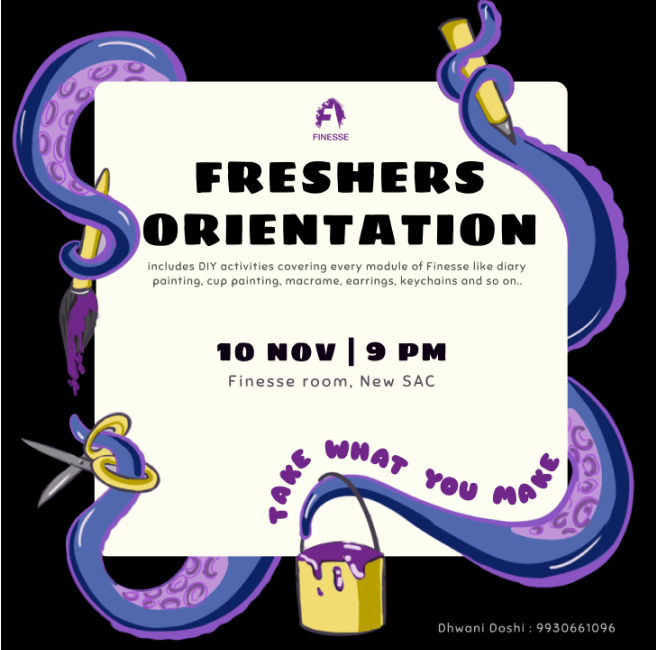 FINESSE
FRESHERS
ORIENTATION
includes DIY activities covering every module of Finesse like diary
painting, cup painting, macrame, earrings, keychains and so on..
10 NOV | 9 PM
Finesse room, New SAC
TAKE WHAT YOU MAKE
Dhwani Doshi : 9930661096